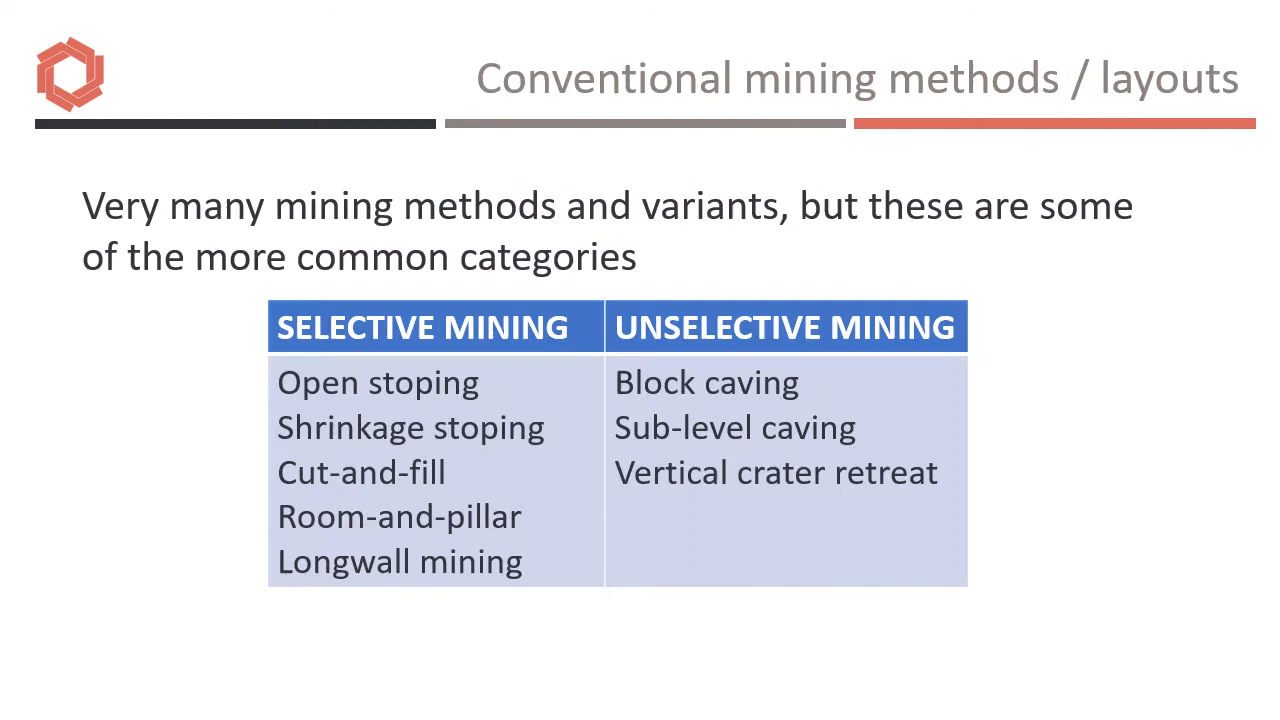 Conventional mining methods / layouts
Very many mining methods and variants, but these are some
of the more common categories
SELECTIVE MINING
UNSELECTIVE MINING
Open stoping
Shrinkage stoping
Cut-and-fill
Room-and-pillar
Longwall mining
Block caving
Sub-level caving
Vertical crater retreat